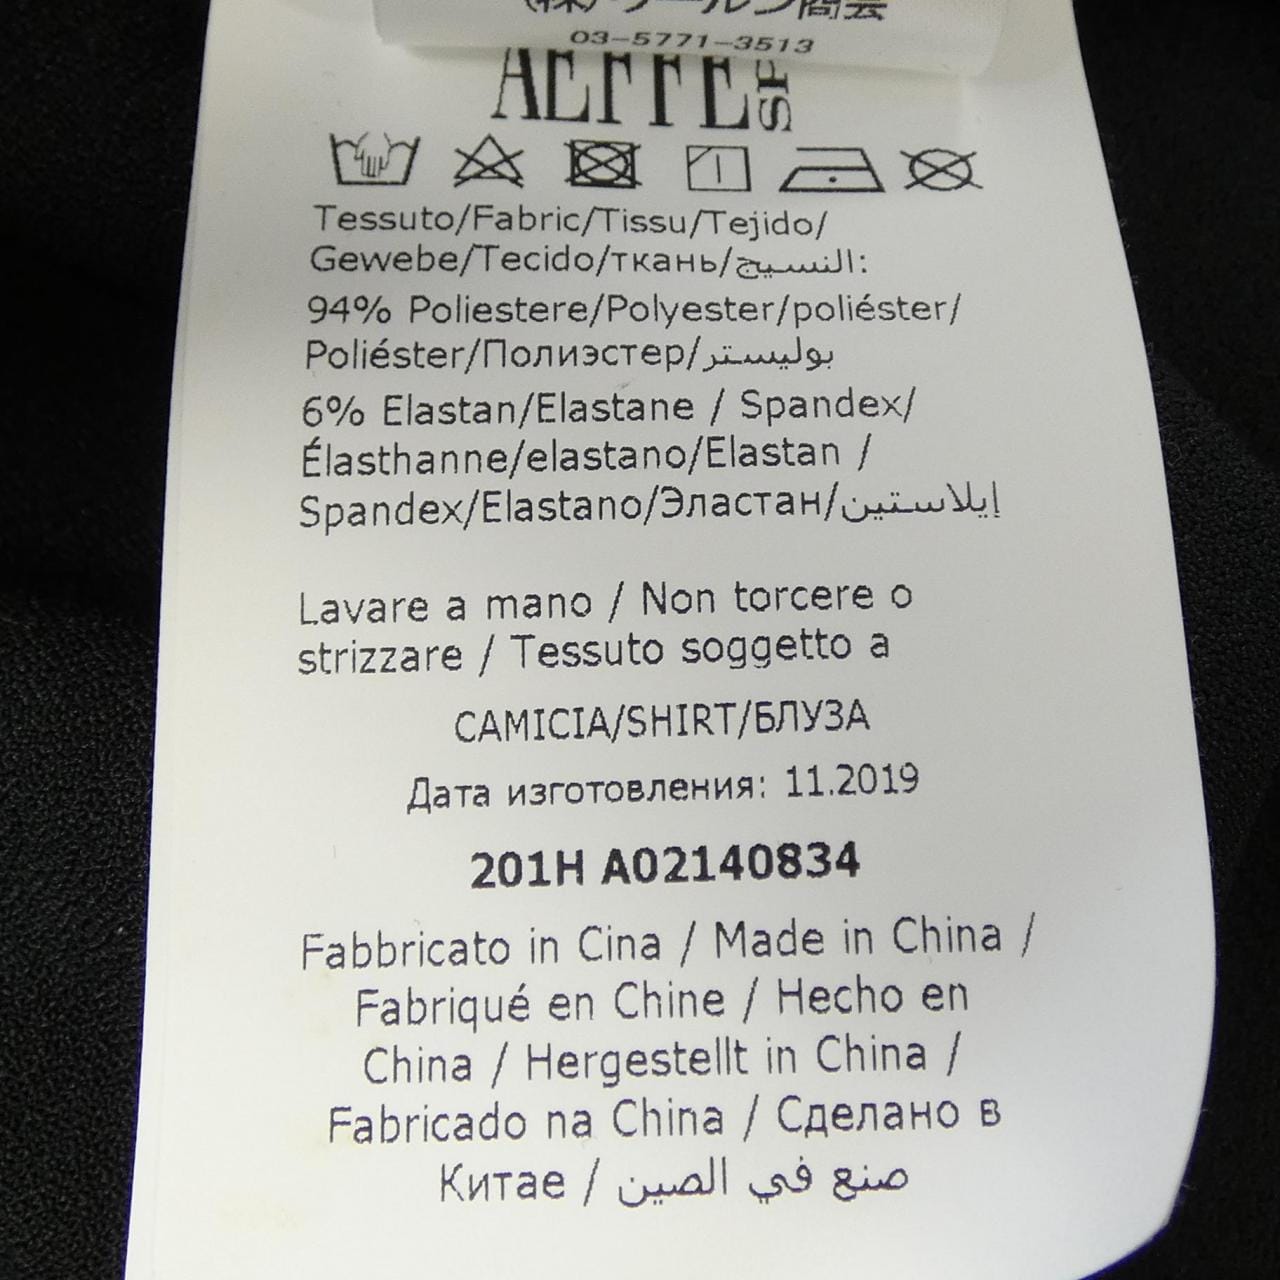 03-5771-3513
AEFFE
Tessuto/Fabric/Tissu/Tejido/
Gewebe/Tecido/ткань/النسيج:
94% Poliestere/Polyester/poliéster/
Poliéster/Полиэстер/بوليستر
6% Elastan/Elastane / Spandex/
Élasthanne/elastano/Elastan /
Spandex/Elastano/Эластан/إيلاستين
Lavare a mano / Non torcere o
strizzare / Tessuto soggetto a
CAMICIA/SHIRT/БЛУЗА
Дата изготовления: 11.2019
201H A02140834
Fabbricato in Cina / Made in China /
Fabriqué en Chine / Hecho en
China / Hergestellt in China /
Fabricado na China / Сделано в
Китае / صنع في الصين